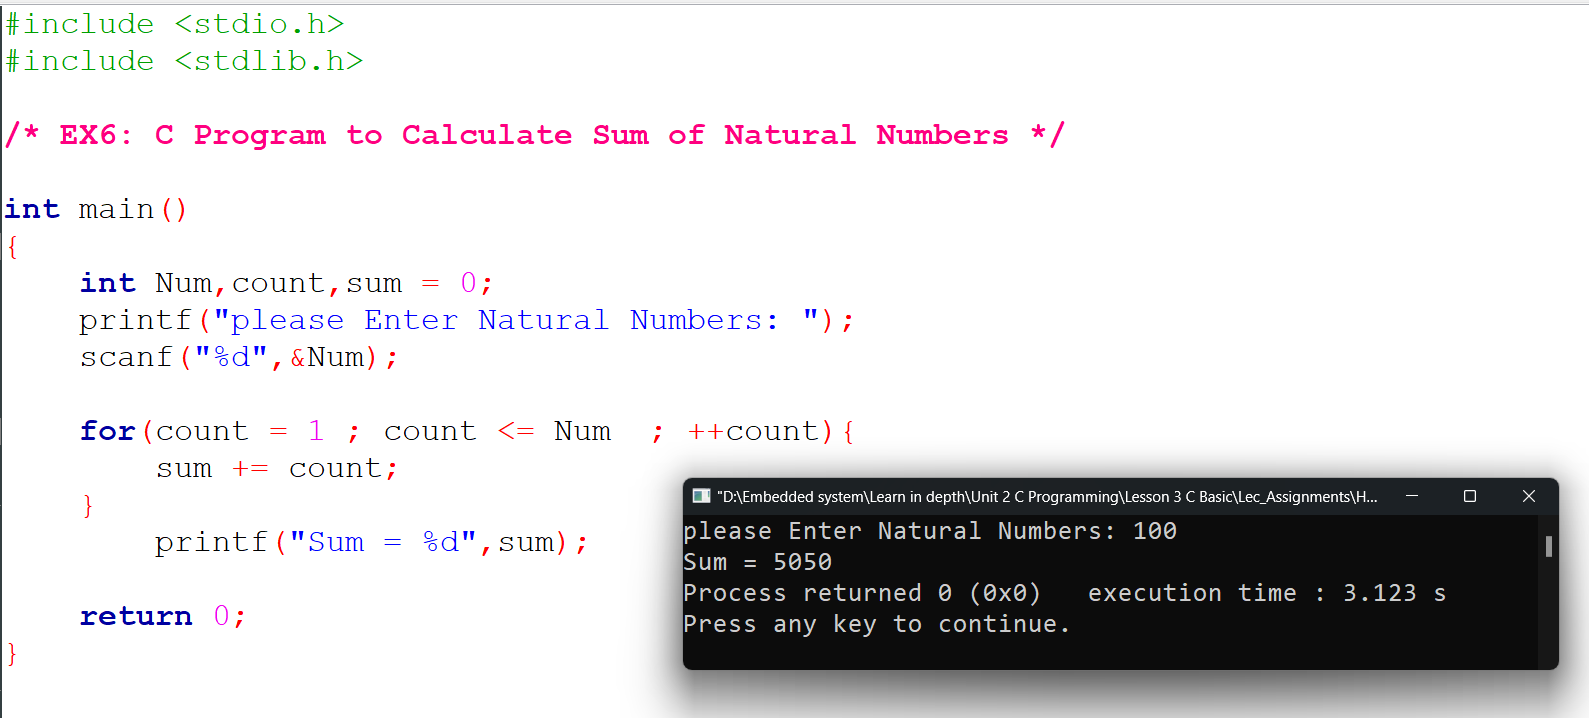 #include <stdio.h>
#include <stdlib.h>
/* EX6: C Program to Calculate Sum of Natural Numbers */
int main()
{
int Num,count,sum = 0;
printf("please Enter Natural Numbers: ");
scanf("%d",&Num);
for(count = 1 ; count <= Num  ; ++count){
sum += count;
}
printf("Sum = %d",sum);
return 0;
}
"D:\Embedded system\Learn in depth\Unit 2 C Programming\Lesson 3 C Basic\Lec_Assignments\H...
please Enter Natural Numbers: 100
Sum = 5050
Process returned 0 (0x0)   execution time : 3.123 s
Press any key to continue.